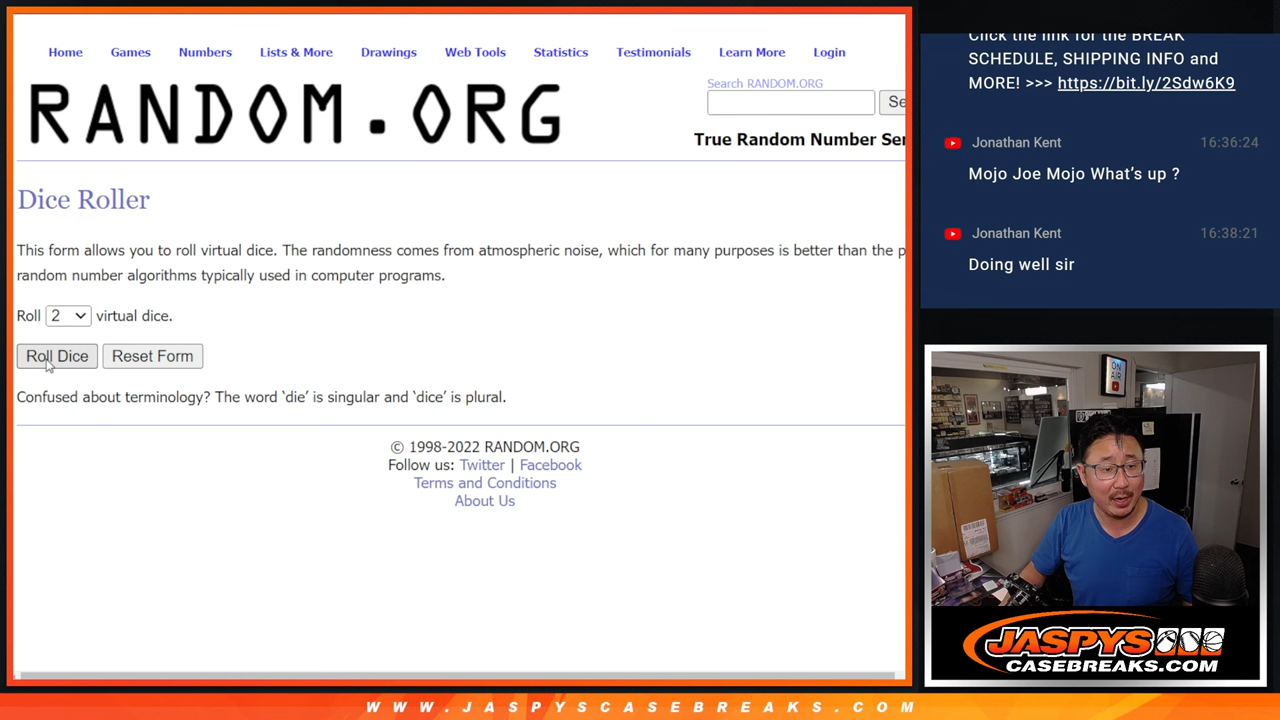 Home Games Numbers Lists & More Drawings Web Tools Statistics Testimonials Learn More Login
RANDOM.ORG
Search RANDOM.ORG
Se
True Random Number Ser
Dice Roller
This form allows you to roll virtual dice. The randomness comes from atmospheric noise, which for many purposes is better than the p
random number algorithms typically used in computer programs.
Roll 2 virtual dice.
Roll Dice Reset Form
Confused about terminology? The word ‘die’ is singular and ‘dice’ is plural.
© 1998-2022 RANDOM.ORG
Follow us: Twitter | Facebook
Terms and Conditions
About Us
Click the link for the BREAK
SCHEDULE, SHIPPING INFO and
MORE! >>> https://bit.ly/2Sdw6K9
Jonathan Kent 16:36:24
Mojo Joe Mojo What’s up ?
Jonathan Kent 16:38:21
Doing well sir
ON
AIR
JASPYS
CASEBREAKS.COM
WWW.JASPYSCASEBREAKS.COM